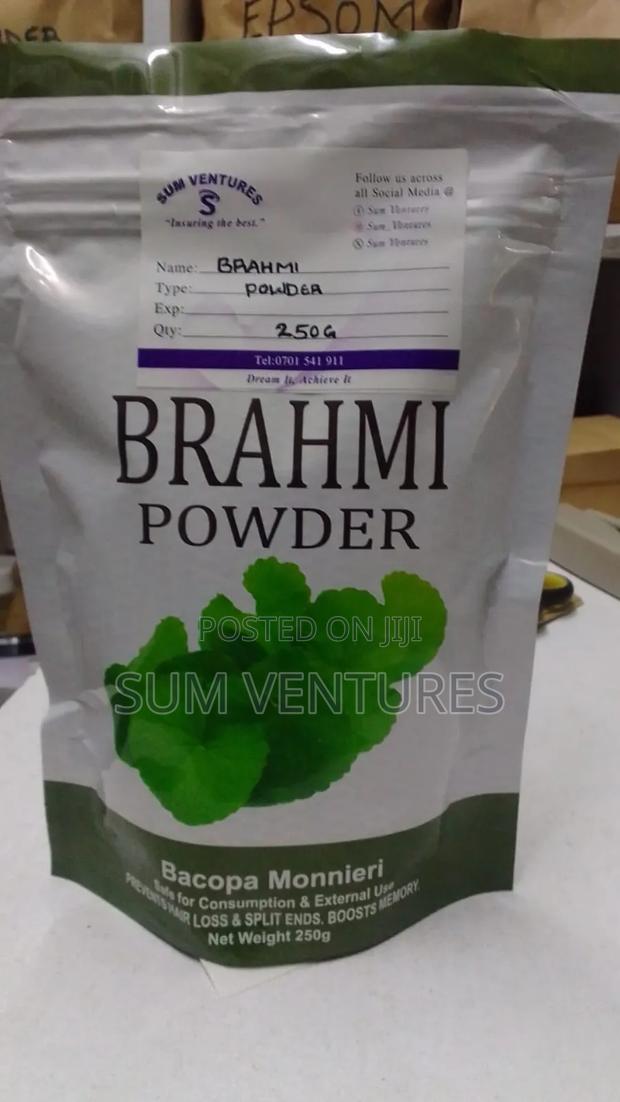 EPSOM
SUM VENTURES
S
"Insuring the best."
Follow us across
all Social Media @
Sum Ventures
Sum_Ventures
Sum Ventures
Name: BRAHMI
Type: POWDER
Exp:
Qty: 250G
Tel:0701 541 911
Dream It, Achieve It
BRAHMI
POWDER
POSTED ON JIJI
SUM VENTURES
Bacopa Monnieri
Safe for Consumption & External Use
PREVENTS HAIR LOSS & SPLIT ENDS. BOOSTS MEMORY.
Net Weight 250g